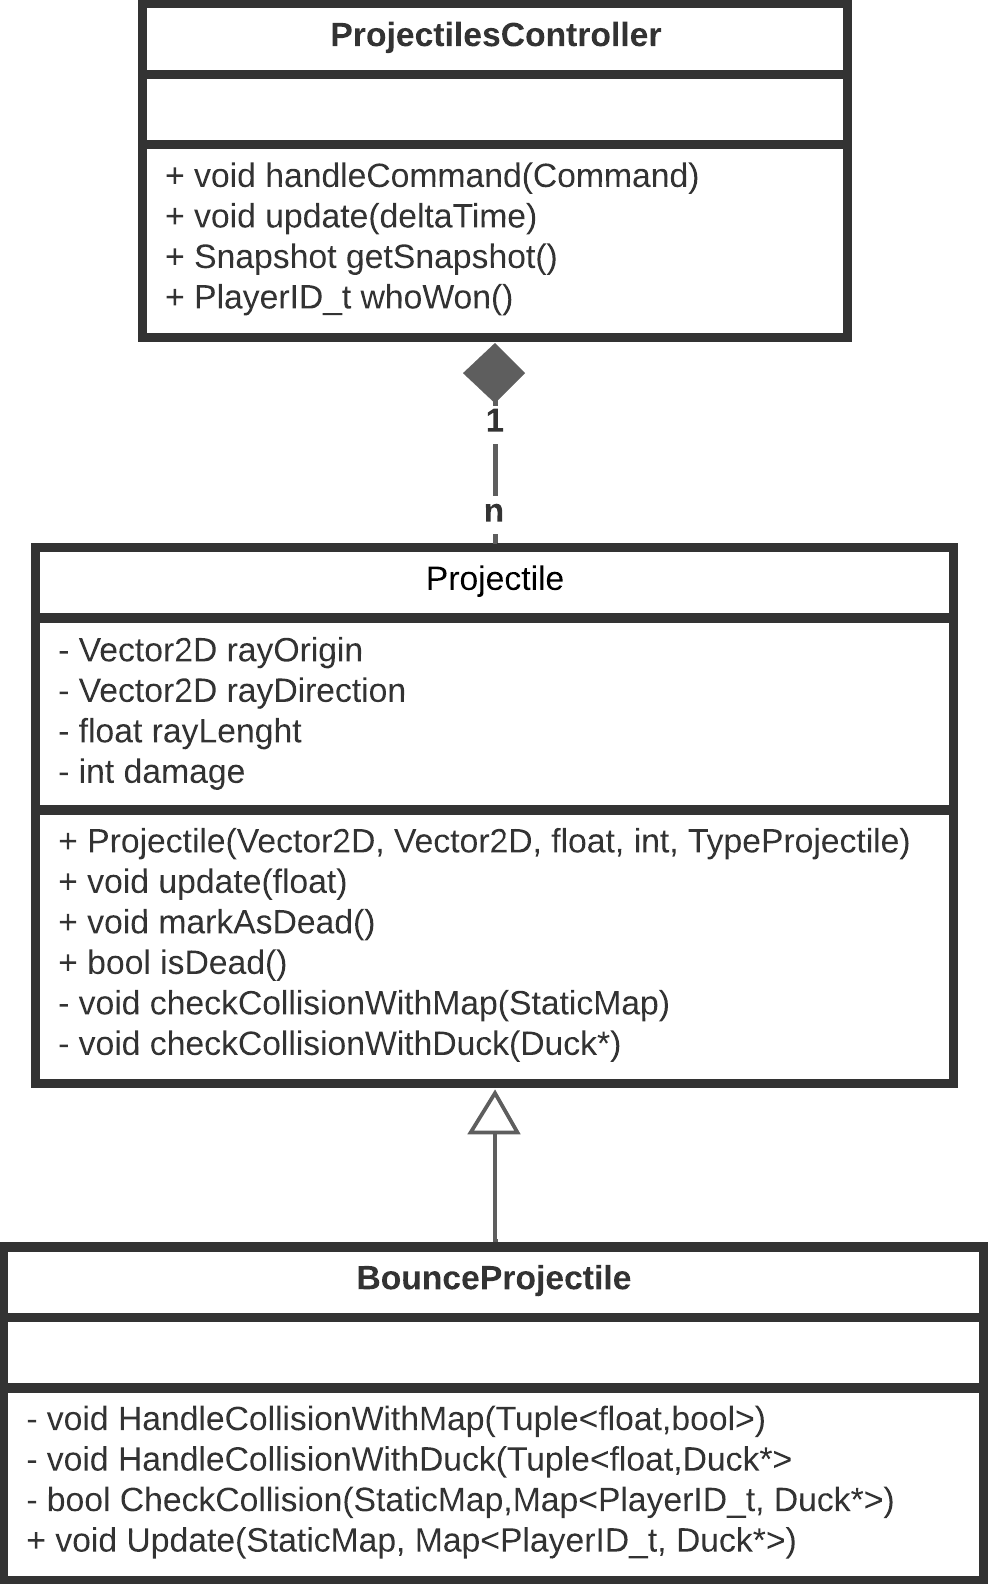 ProjectilesController
+ void handleCommand(Command)
+ void update(deltaTime)
+ Snapshot getSnapshot()
+ PlayerID_t whoWon()
1
n
Projectile
- Vector2D rayOrigin
- Vector2D rayDirection
- float rayLenght
- int damage
+ Projectile(Vector2D, Vector2D, float, int, TypeProjectile)
+ void update(float)
+ void markAsDead()
+ bool isDead()
- void checkCollisionWithMap(StaticMap)
- void checkCollisionWithDuck(Duck*)
BounceProjectile
- void HandleCollisionWithMap(Tuple<float,bool>)
- void HandleCollisionWithDuck(Tuple<float,Duck*>
- bool CheckCollision(StaticMap,Map<PlayerID_t, Duck*>)
+ void Update(StaticMap, Map<PlayerID_t, Duck*>)